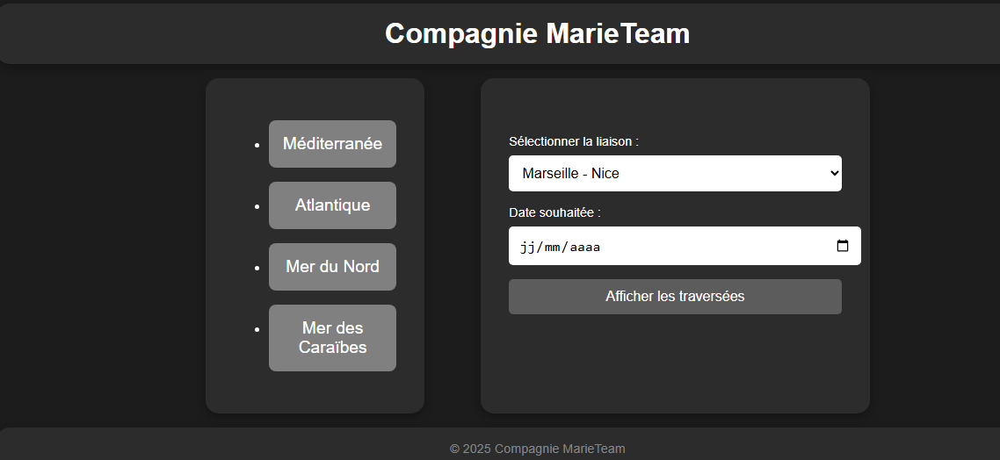 Compagnie MarieTeam
Méditerranée
Atlantique
Mer du Nord
Mer des
Caraïbes
Sélectionner la liaison :
Marseille - Nice
Date souhaitée :
jj/mm/aaaa
Afficher les traversées
© 2025 Compagnie MarieTeam